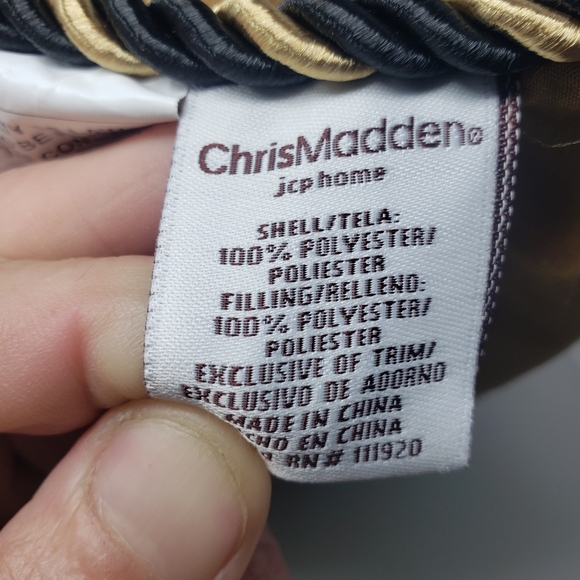 ChrisMadden®
jcp home
SHELL/TELA:
100% POLYESTER/
POLIESTER
FILLING/RELLENO:
100% POLYESTER/
POLIESTER
EXCLUSIVE OF TRIM/
EXCLUSIVO DE ADORNO
MADE IN CHINA
EN CHINA
RN# 111920